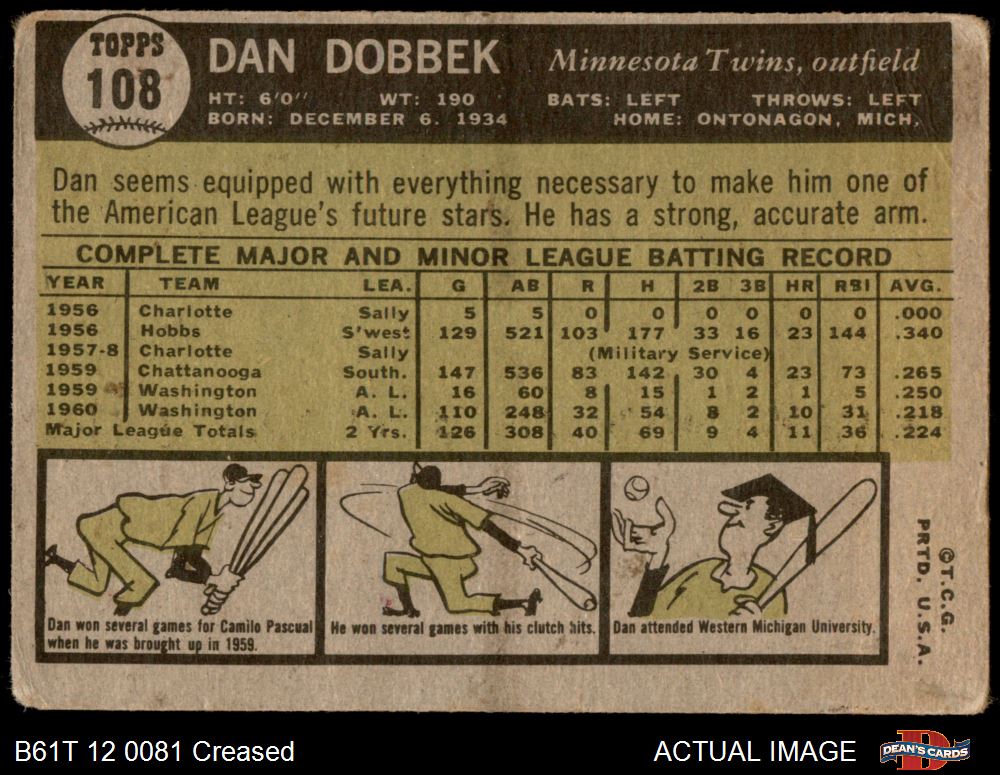 TOPPS
108
DAN DOBBEK
Minnesota Twins, outfield
HT: 6'0" WT: 190 BATS: LEFT THROWS: LEFT
BORN: DECEMBER 6, 1934 HOME: ONTONAGON, MICH.
Dan seems equipped with everything necessary to make him one of
the American League's future stars. He has a strong, accurate arm.
COMPLETE MAJOR AND MINOR LEAGUE BATTING RECORD
YEAR TEAM LEA. G AB R H 2B 3B HR RBI AVG.
1956 Charlotte Sally 5 5 0 0 0 0 0 0 .000
1956 Hobbs S'west 129 521 103 177 33 16 23 144 .340
1957-8 Charlotte Sally (Military Service)
1959 Chattanooga South. 147 536 83 142 30 4 23 73 .265
1959 Washington A. L. 16 60 8 15 1 2 1 5 .250
1960 Washington A. L. 110 248 32 54 8 2 10 31 .218
Major League Totals 2 Yrs. 126 308 40 69 9 4 11 36 .224
Dan won several games for Camilo Pascual
when he was brought up in 1959.
He won several games with his clutch hits.
Dan attended Western Michigan University.
©T.C.G.
PRTD. U.S.A.
B61T 12 0081 Creased
ACTUAL IMAGE
DEAN'S CARDS